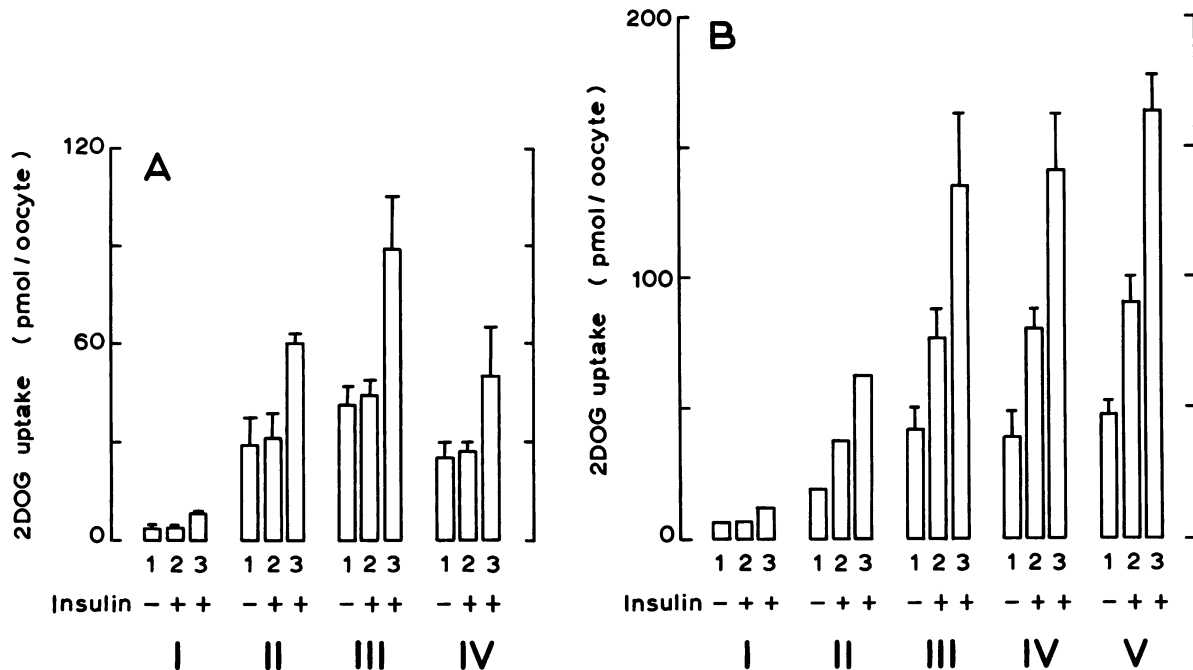 A
2DOG uptake (pmol/oocyte)
120
60
0
1 2 3 1 2 3 1 2 3 1 2 3
Insulin − + + − + + − + + − + +
I II III IV
B
2DOG uptake (pmol/oocyte)
200
100
0
1 2 3 1 2 3 1 2 3 1 2 3 1 2 3
Insulin − + + − + + − + + − + + − + +
I II III IV V